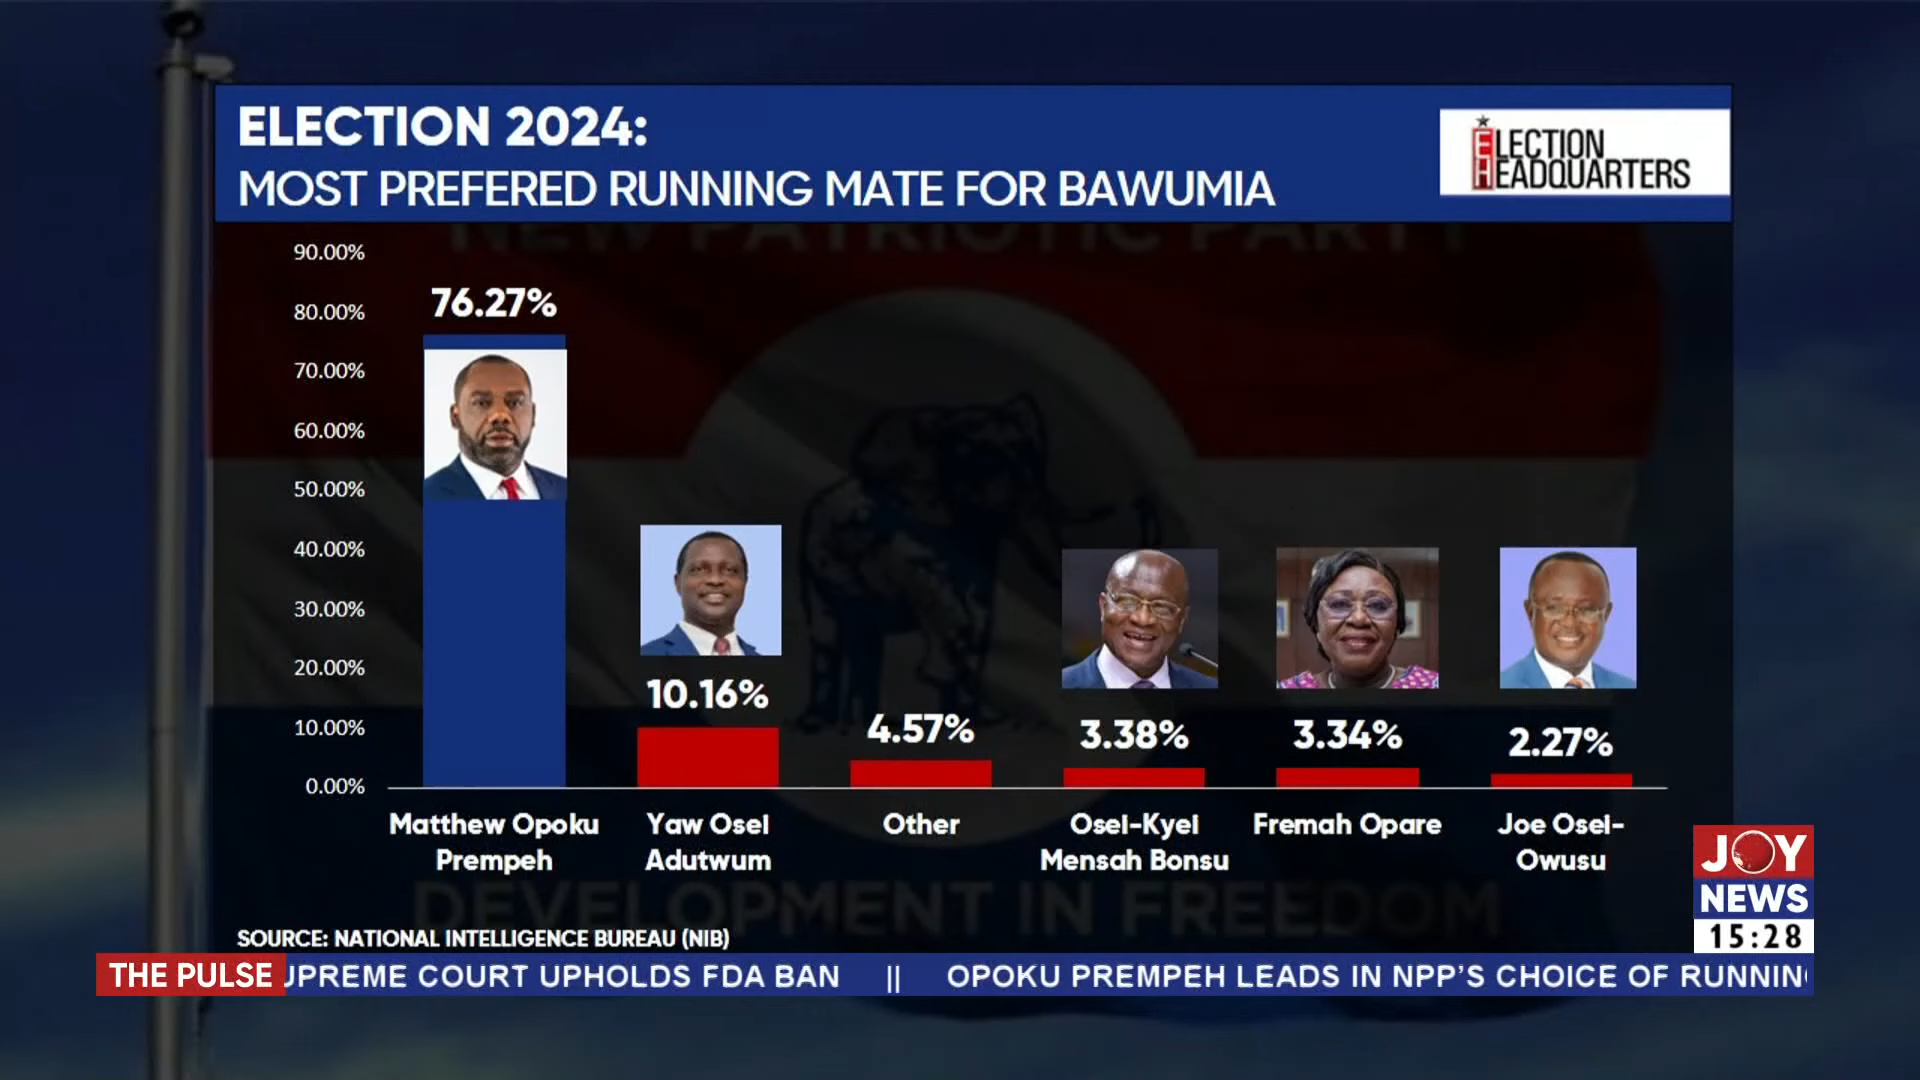 ELECTION 2024:
MOST PREFERED RUNNING MATE FOR BAWUMIA
ELECTION
HEADQUARTERS
NEW PATRIOTIC PARTY
90.00%
80.00%
70.00%
60.00%
50.00%
40.00%
30.00%
20.00%
10.00%
0.00%
76.27%
10.16%
4.57%
3.38%
3.34%
2.27%
Matthew Opoku
Prempeh
Yaw Osei
Adutwum
Other
Osei-Kyei
Mensah Bonsu
Fremah Opare
Joe Osei-
Owusu
DEVELOPMENT IN FREEDOM
SOURCE: NATIONAL INTELLIGENCE BUREAU (NIB)
JOY
NEWS
15:28
THE PULSE
UPREME COURT UPHOLDS FDA BAN || OPOKU PREMPEH LEADS IN NPP'S CHOICE OF RUNNIN